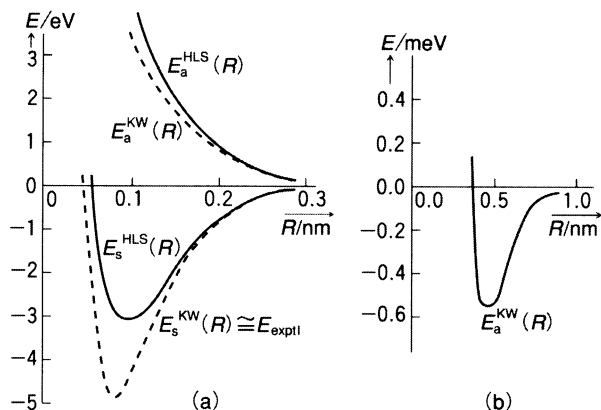 E/eV
3
2
1
0
−1
−2
−3
−4
−5
0.1
0.2
0.3
R/nm
E_a^HLS(R)
E_a^KW(R)
E_s^HLS(R)
E_s^KW(R)≅E_exptl
(a)
E/meV
0.4
0.2
0.0
−0.2
−0.4
−0.6
0.0
0.5
1.0
R/nm
E_a^KW(R)
(b)